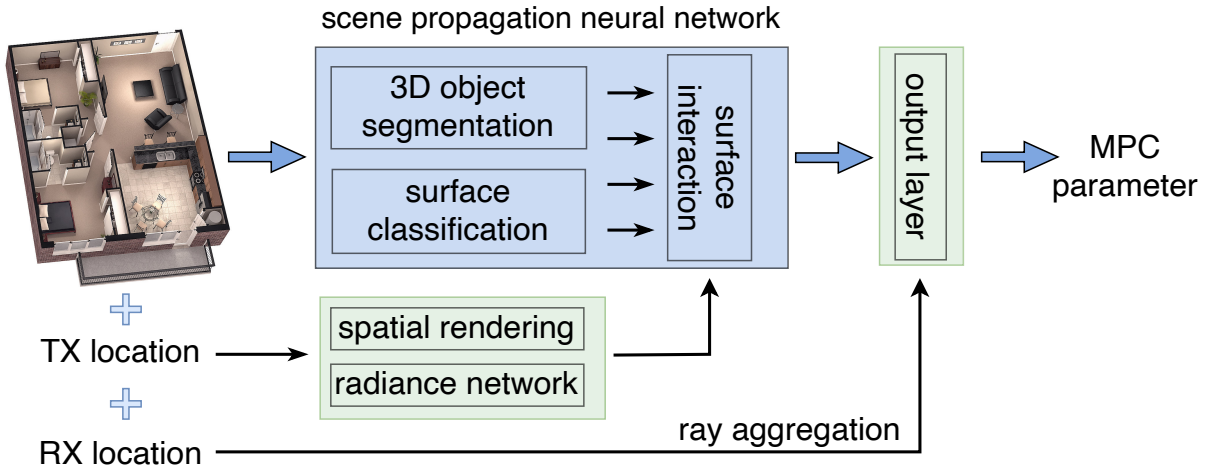 scene propagation neural network
3D object
segmentation
surface
classification
surface
interaction
output layer
MPC
parameter
TX location
spatial rendering
radiance network
RX location
ray aggregation